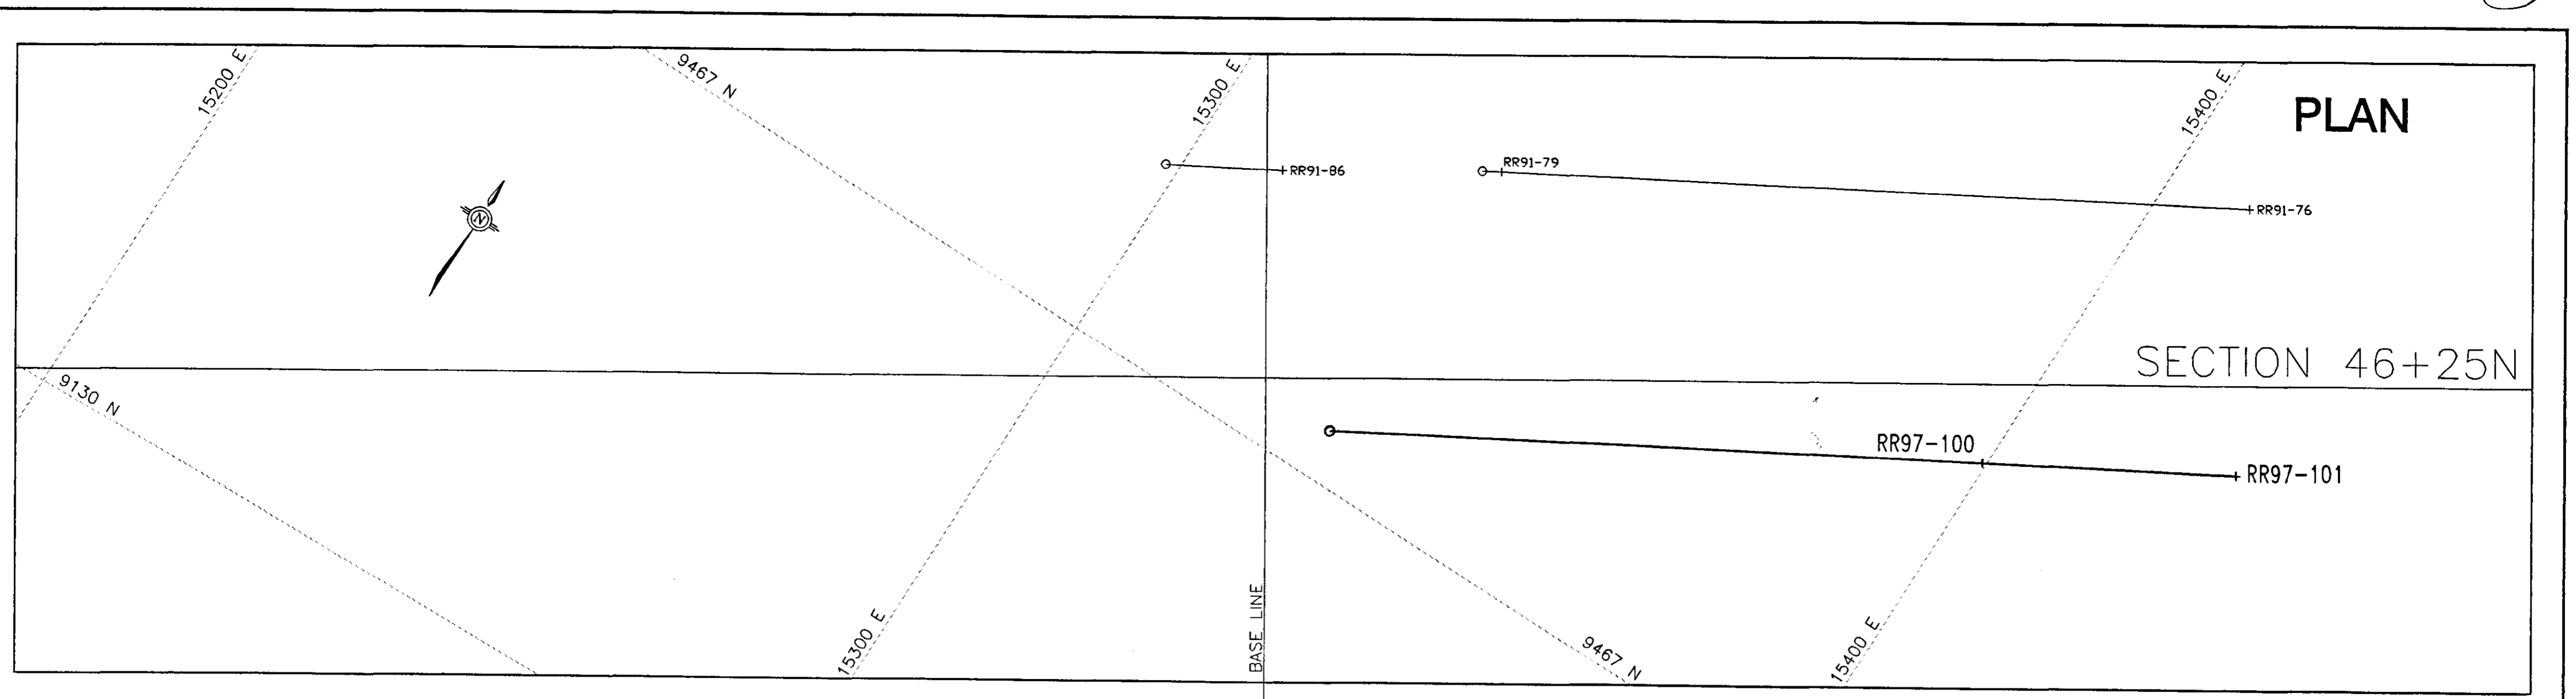 15200 E
9467 N
15300 E
15400 E
PLAN
RR91-86
RR91-79
RR91-76
N
SECTION 46+25N
9130 N
RR97-100
RR97-101
BASE LINE
15300 E
9467 N
15400 E